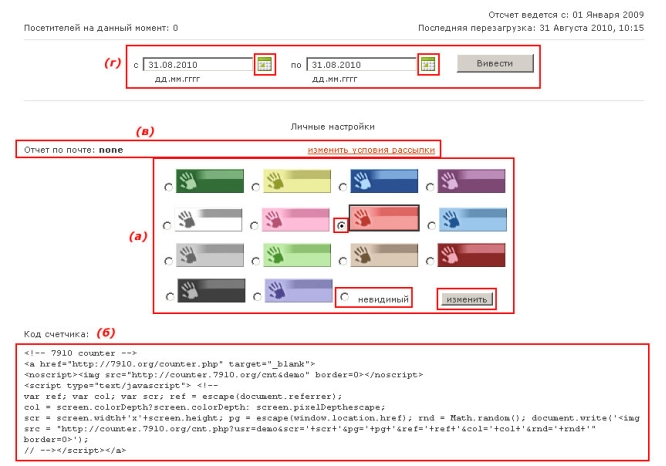 Отсчет ведется с: 01 Января 2009
Посетителей на данный момент: 0
Последняя перезагрузка: 31 Августа 2010, 10:15
(г) с 31.08.2010 по 31.08.2010 Вивести
дд.мм.гггг дд.мм.гггг
Личные настройки
(в)
Отчет по почте: none изменить условия рассылки
(а)
невидимый изменить
Код счетчика: (б)
<!-- 7910 counter -->
<a href="http://7910.org/counter.php" target="_blank">
<noscript><img src="http://counter.7910.org/cnt&demo" border=0></noscript>
<script type="text/javascript"> <!--
var ref; var col; var scr; ref = escape(document.referrer);
col = screen.colorDepth?screen.colorDepth: screen.pixelDepthescape;
scr = screen.width+'x'+screen.height; pg = escape(window.location.href); rnd = Math.random(); document.write('<img
src = "http://counter.7910.org/cnt.php?usr=demo&scr='+scr+'&pg='+pg+'&ref='+ref+'&col='+col+'&rnd='+rnd+'"
border=0>');
// --></script></a>